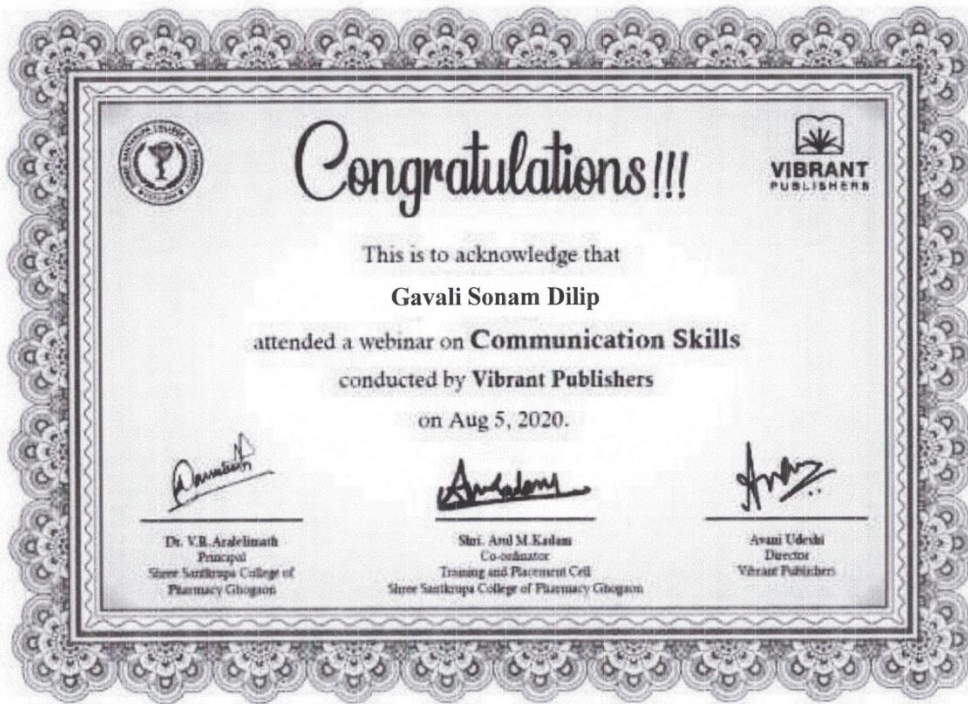 Congratulations!!!
VIBRANT
PUBLISHERS
This is to acknowledge that
Gavali Sonam Dilip
attended a webinar on Communication Skills
conducted by Vibrant Publishers
on Aug 5, 2020.
Dr. V.R. Aralelimath
Principal
Shree Santkrupa College of
Pharmacy Ghogaon
Shri. Amol M.Kadam
Co-ordinator
Training and Placement Cell
Shree Santkrupa College of Pharmacy Ghogaon
Avani Udeshi
Director
Vibrant Publishers